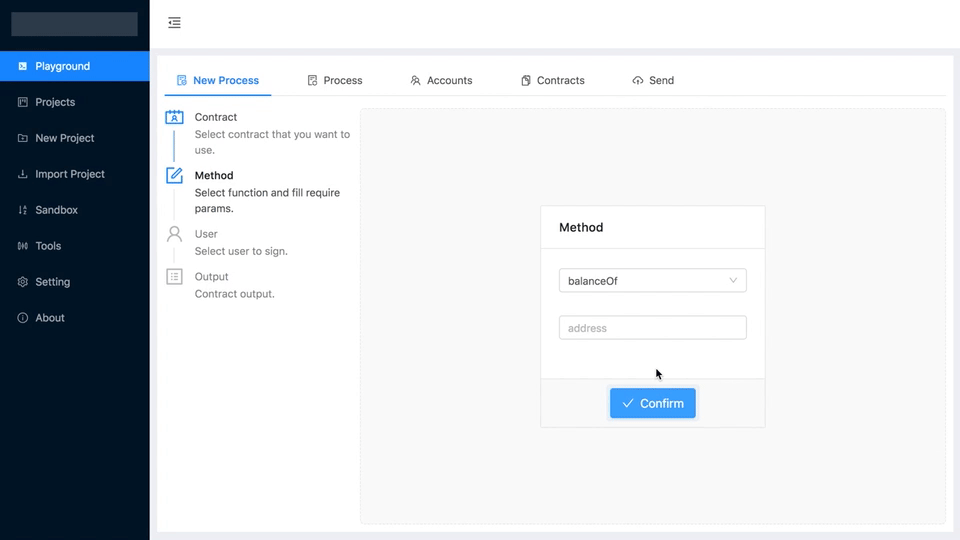 Playground
Projects
New Project
Import Project
Sandbox
Tools
Setting
About
New Process
Process
Accounts
Contracts
Send
Contract
Select contract that you want to
use.
Method
Select function and fill require
params.
User
Select user to sign.
Output
Contract output.
Method
balanceOf
address
Confirm